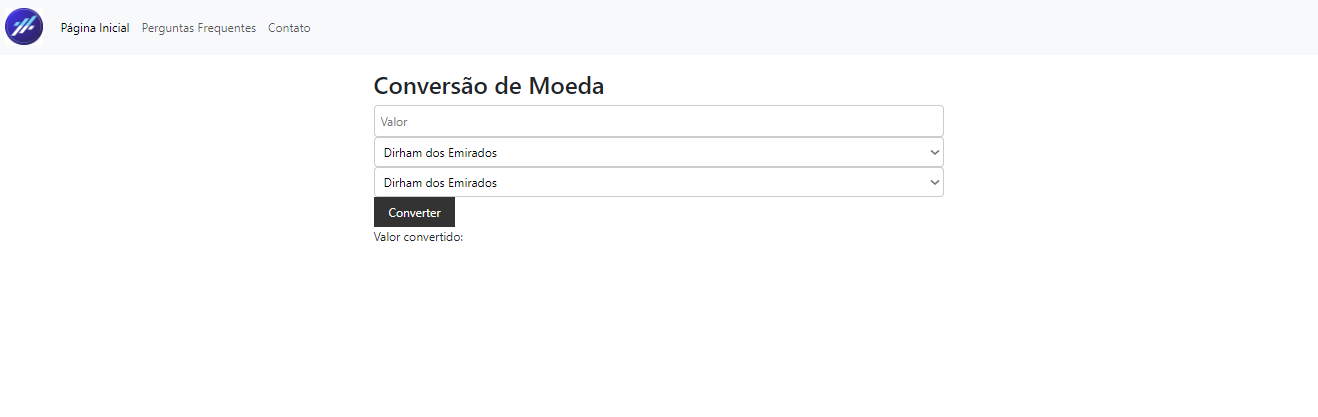 Página Inicial Perguntas Frequentes Contato
Conversão de Moeda
Valor
Dirham dos Emirados
Dirham dos Emirados
Converter
Valor convertido: